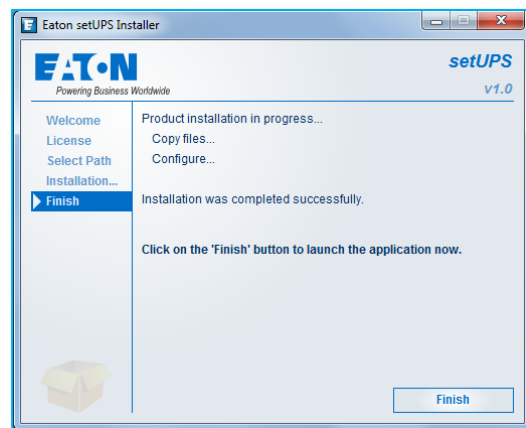 Eaton setUPS Installer
EATON
Powering Business Worldwide
setUPS
v1.0
Welcome
License
Select Path
Installation...
Finish
Product installation in progress...
Copy files...
Configure...
Installation was completed successfully.
Click on the 'Finish' button to launch the application now.
Finish